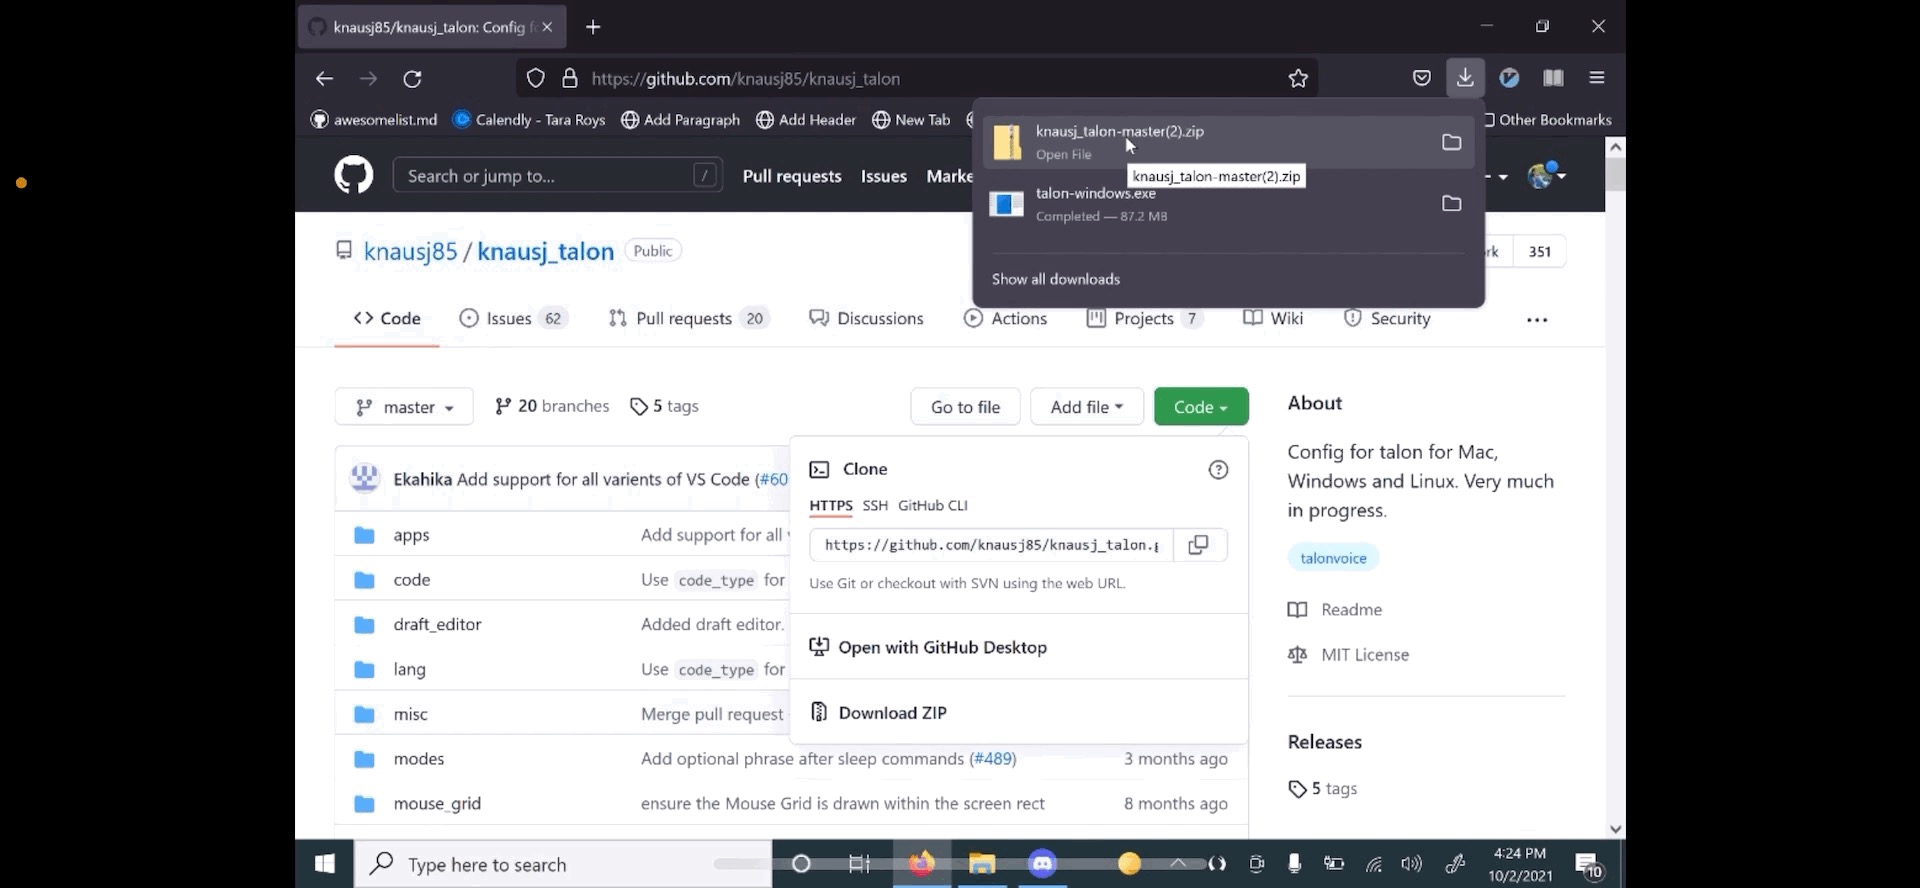 knausj85/knausj_talon: Config f
https://github.com/knausj85/knausj_talon
awesomelist.md
Calendly - Tara Roys
Add Paragraph
Add Header
New Tab
Other Bookmarks
knausj_talon-master(2).zip
Open File
knausj_talon-master(2).zip
talon-windows.exe
Completed — 87.2 MB
Show all downloads
Search or jump to...
/
Pull requests
Issues
Marke
knausj85 / knausj_talon
Public
rk
351
Code
Issues 62
Pull requests 20
Discussions
Actions
Projects 7
Wiki
Security
master
20 branches
5 tags
Go to file
Add file
Code
Ekahika Add support for all varients of VS Code (#60
apps
Add support for all
code
Use code_type for
draft_editor
Added draft editor.
lang
Use code_type for
misc
Merge pull request
modes
Add optional phrase after sleep commands (#489)
3 months ago
mouse_grid
ensure the Mouse Grid is drawn within the screen rect
8 months ago
Clone
HTTPS SSH GitHub CLI
https://github.com/knausj85/knausj_talon.g
Use Git or checkout with SVN using the web URL.
Open with GitHub Desktop
Download ZIP
About
Config for talon for Mac,
Windows and Linux. Very much
in progress.
talonvoice
Readme
MIT License
Releases
5 tags
Type here to search
4:24 PM
10/2/2021
10